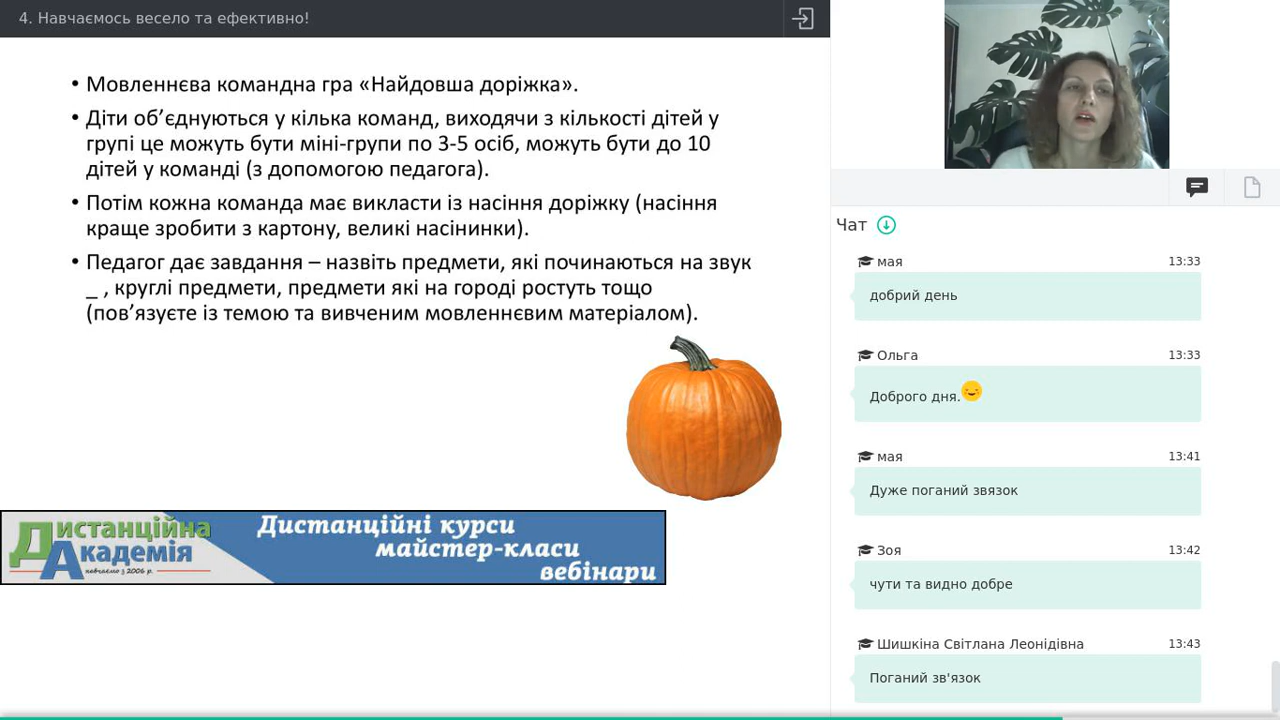 4. Навчаємось весело та ефективно!
• Мовленнєва командна гра «Найдовша доріжка».
• Діти об’єднуються у кілька команд, виходячи з кількості дітей у
групі це можуть бути міні-групи по 3-5 осіб, можуть бути до 10
дітей у команді (з допомогою педагога).
• Потім кожна команда має викласти із насіння доріжку (насіння
краще зробити з картону, великі насінинки).
• Педагог дає завдання – назвіть предмети, які починаються на звук
_ , круглі предмети, предмети які на городі ростуть тощо
(пов’язуєте із темою та вивченим мовленнєвим матеріалом).
Дистанційна
Академія
навчаємо з 2006 р.
Дистанційні курси
майстер-класи
вебінари
Чат
мая 13:33
добрий день
Ольга 13:33
Доброго дня.
мая 13:41
Дуже поганий звязок
Зоя 13:42
чути та видно добре
Шишкіна Світлана Леонідівна 13:43
Поганий зв'язок